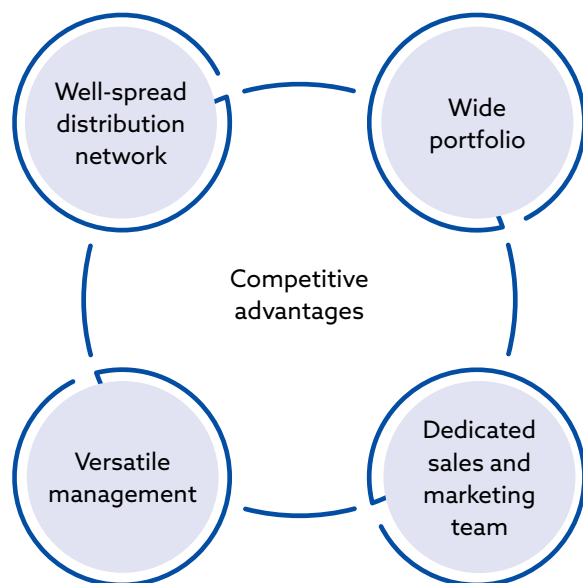 Well-spread
distribution
network
Wide
portfolio
Competitive
advantages
Versatile
management
Dedicated
sales and
marketing
team